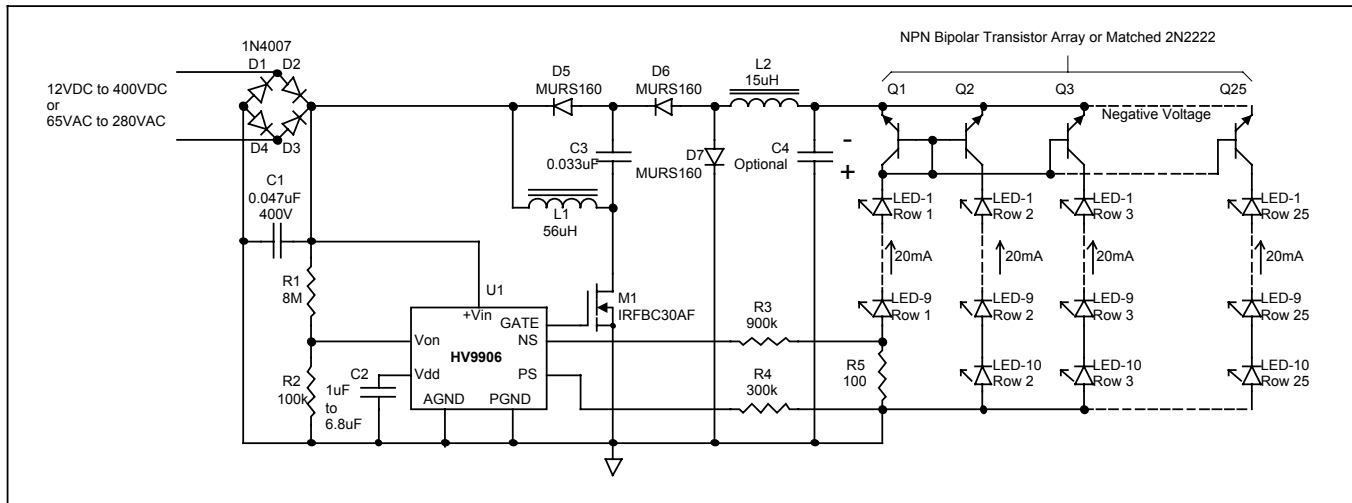 NPN Bipolar Transistor Array or Matched 2N2222
1N4007
D1 D2
12VDC to 400VDC
or
65VAC to 280VAC
D4 D3
D5
MURS160
D6
MURS160
L2
15uH
Q1
Q2
Q3
Q25
Negative Voltage
C1
0.047uF
400V
C3
0.033uF
D7
MURS160
C4
Optional
-
+
L1
56uH
LED-1
Row 1
LED-1
Row 2
LED-1
Row 3
LED-1
Row 25
20mA
20mA
20mA
20mA
R1
8M
U1
+Vin
GATE
NS
Von
HV9906
Vdd
PS
AGND
PGND
M1
IRFBC30AF
R3
900k
LED-9
Row 1
LED-9
Row 2
LED-9
Row 3
LED-9
Row 25
R2
100k
C2
1uF
to
6.8uF
R4
300k
R5
100
LED-10
Row 2
LED-10
Row 3
LED-10
Row 25